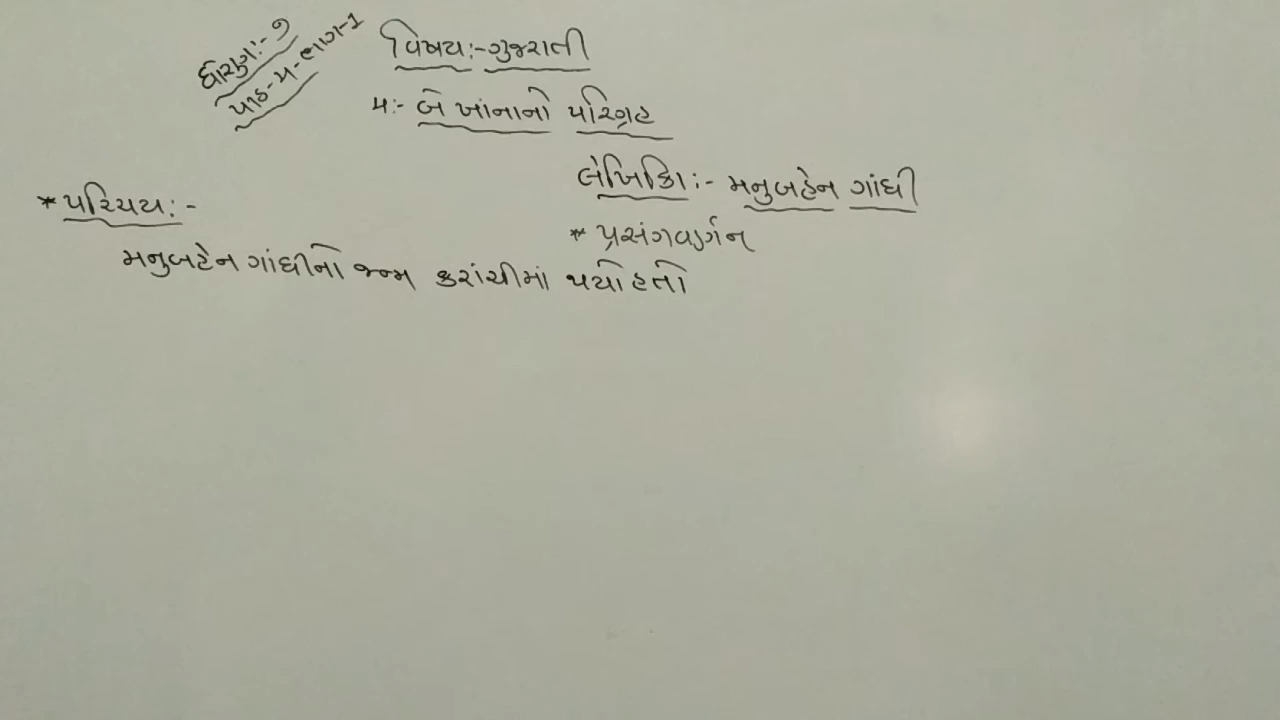 ધોરણ:- ૭
પાઠ-૫-ભાગ-1
વિષય:-ગુજરાતી
૫:- બે ખાનાનો પરિગ્રહ
લેખિકા:- મનુબહેન ગાંધી
* પ્રસંગવર્ણન
* પરિચય:-
મનુબહેન ગાંધીનો જન્મ કરાંચીમાં થયો હતો